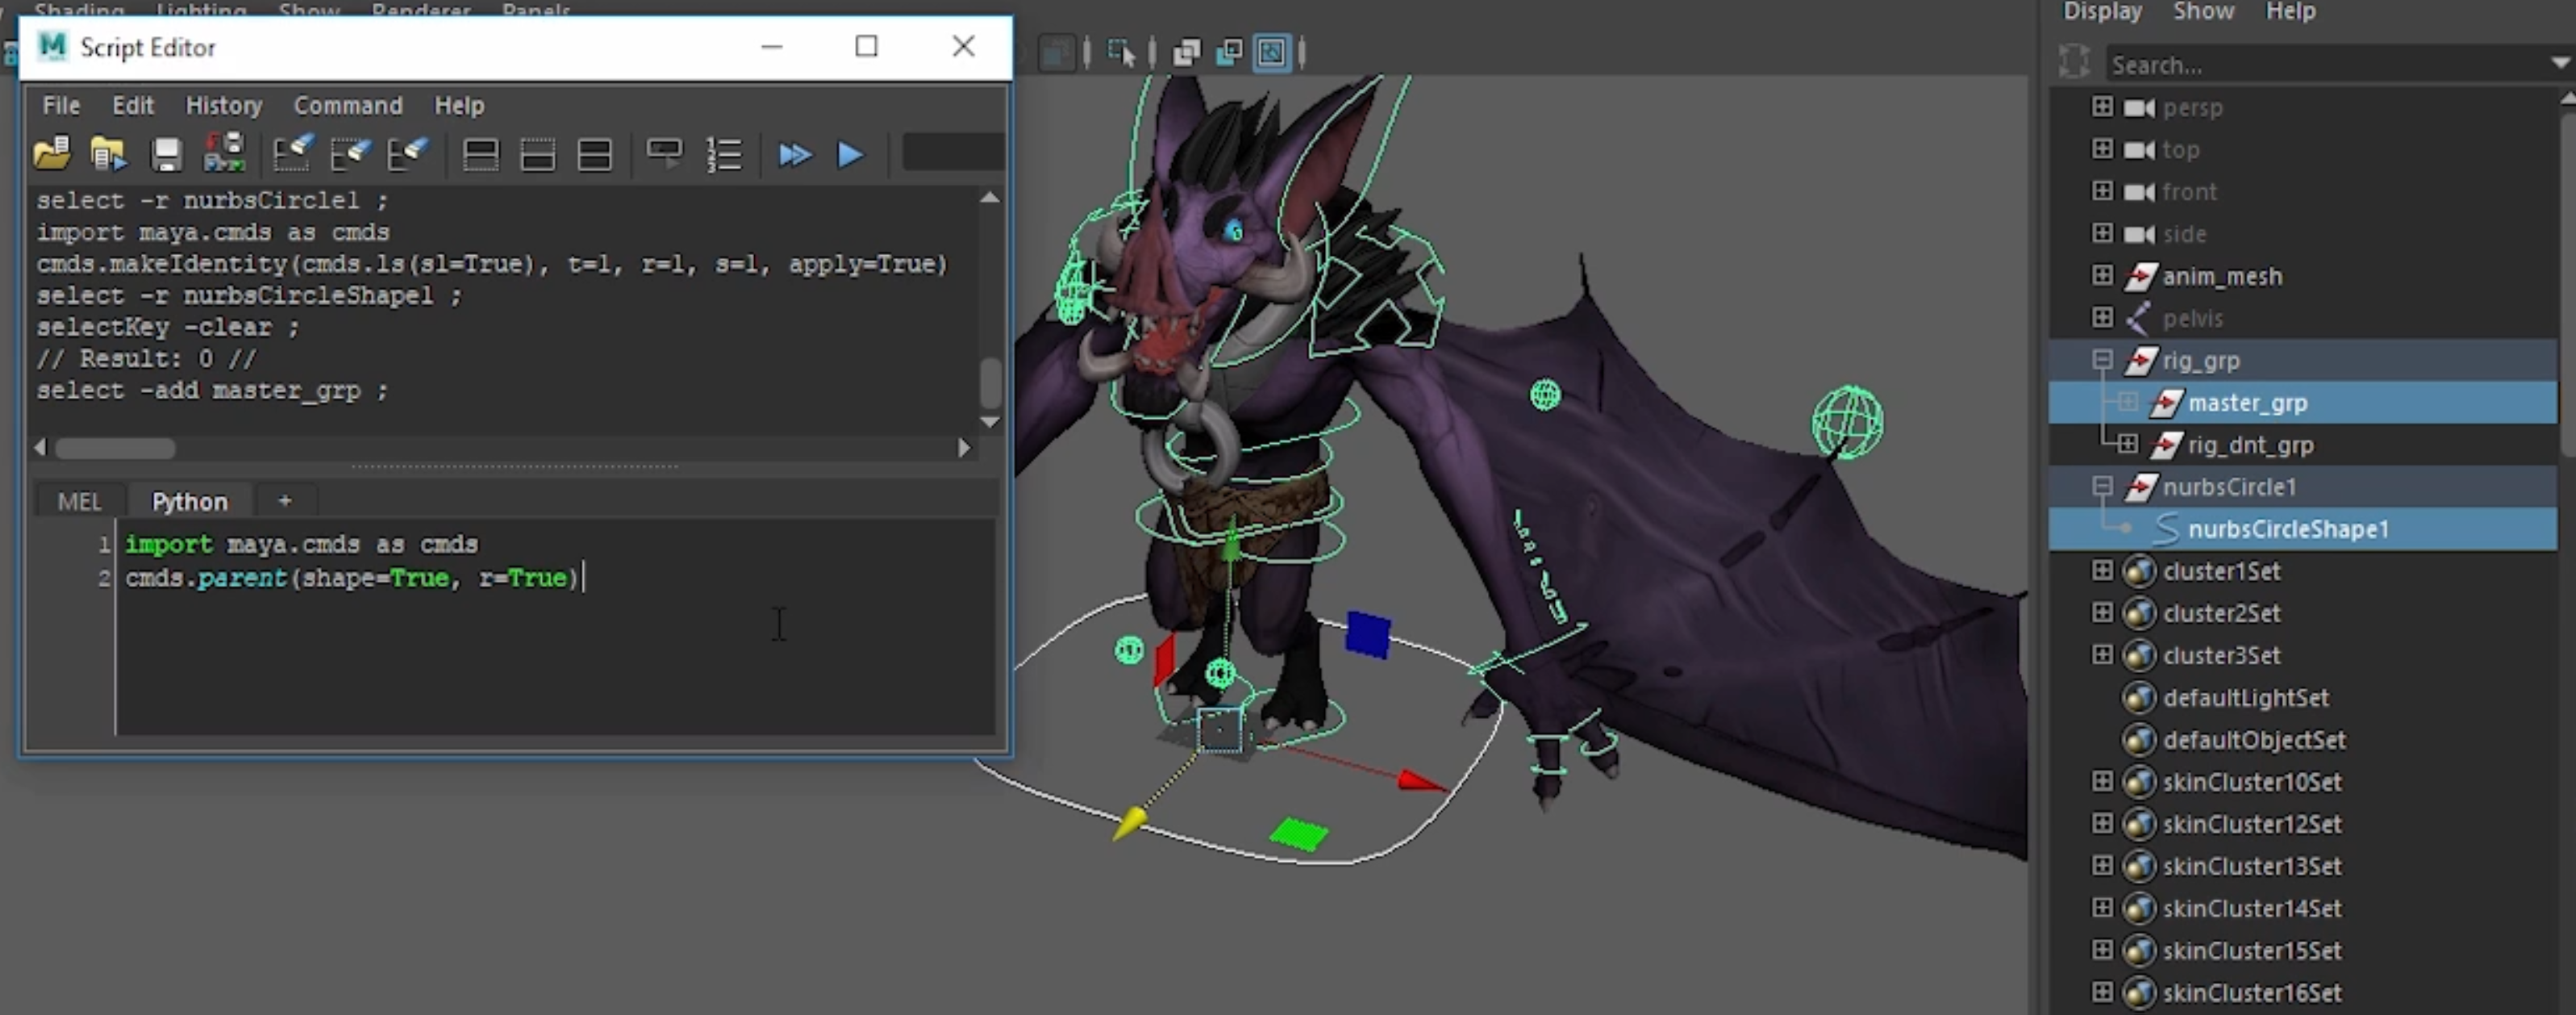 Shading Lighting Show Renderer Panels
Script Editor
File Edit History Command Help
select -r nurbsCircle1 ;
import maya.cmds as cmds
cmds.makeIdentity(cmds.ls(sl=True), t=1, r=1, s=1, apply=True)
select -r nurbsCircleShape1 ;
selectKey -clear ;
// Result: 0 //
select -add master_grp ;
MEL Python +
1 import maya.cmds as cmds
2 cmds.parent(shape=True, r=True)
Display Show Help
Search...
persp
top
front
side
anim_mesh
pelvis
rig_grp
master_grp
rig_dnt_grp
nurbsCircle1
nurbsCircleShape1
cluster1Set
cluster2Set
cluster3Set
defaultLightSet
defaultObjectSet
skinCluster10Set
skinCluster12Set
skinCluster13Set
skinCluster14Set
skinCluster15Set
skinCluster16Set